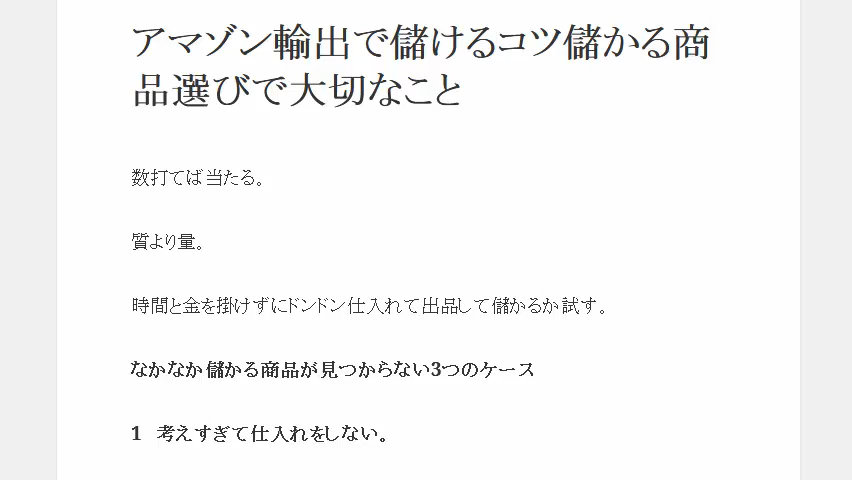 アマゾン輸出で儲けるコツ儲かる商
品選びで大切なこと
数打てば当たる。
質より量。
時間と金を掛けずにドンドン仕入れて出品して儲かるか試す。
なかなか儲かる商品が見つからない3つのケース
1 考えすぎて仕入れをしない。